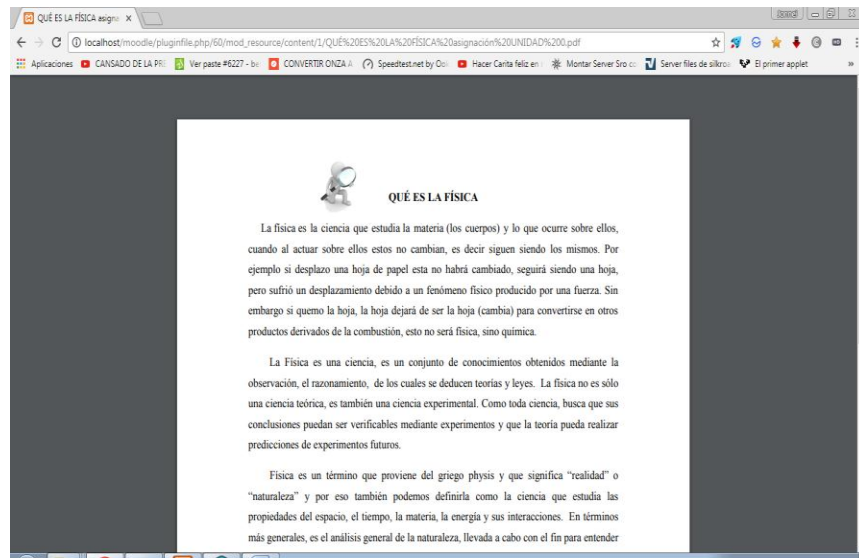 QUÉ ES LA FÍSICA asigna
localhost/moodle/pluginfile.php/60/mod_resource/content/1/QUÉ%20ES%20LA%20FÍSICA%20asignación%20UNIDAD%200.pdf
Aplicaciones CANSADO DE LA PRE Ver paste #6227 - be CONVERTIR ONZA A Speedtest.net by Ook Hacer Carita feliz en Montar Server Sro co Server files de silkroa El primer applet »
QUÉ ES LA FÍSICA
La física es la ciencia que estudia la materia (los cuerpos) y lo que ocurre sobre ellos,
cuando al actuar sobre ellos estos no cambian, es decir siguen siendo los mismos. Por
ejemplo si desplazo una hoja de papel esta no habrá cambiado, seguirá siendo una hoja,
pero sufrió un desplazamiento debido a un fenómeno físico producido por una fuerza. Sin
embargo si quemo la hoja, la hoja dejará de ser la hoja (cambia) para convertirse en otros
productos derivados de la combustión, esto no será física, sino química.
La Física es una ciencia, es un conjunto de conocimientos obtenidos mediante la
observación, el razonamiento, de los cuales se deducen teorías y leyes. La física no es sólo
una ciencia teórica, es también una ciencia experimental. Como toda ciencia, busca que sus
conclusiones puedan ser verificables mediante experimentos y que la teoría pueda realizar
predicciones de experimentos futuros.
Física es un término que proviene del griego physis y que significa “realidad” o
“naturaleza” y por eso también podemos definirla como la ciencia que estudia las
propiedades del espacio, el tiempo, la materia, la energía y sus interacciones. En términos
más generales, es el análisis general de la naturaleza, llevada a cabo con el fin para entender